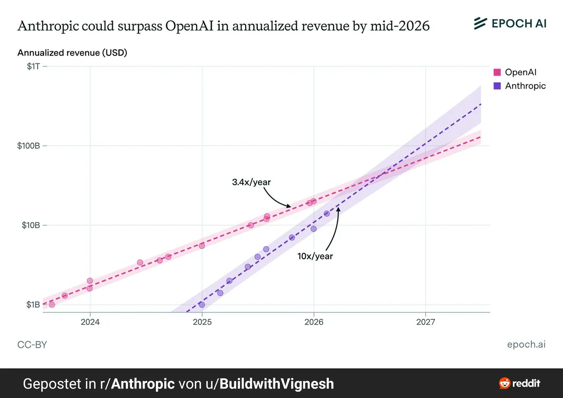 Anthropic could surpass OpenAI in annualized revenue by mid-2026
EPOCH AI
Annualized revenue (USD)
$1T
$100B
$10B
$1B
OpenAI
Anthropic
3.4x/year
10x/year
2024
2025
2026
2027
CC-BY
epoch.ai
Gepostet in r/Anthropic von u/BuildwithVignesh
reddit